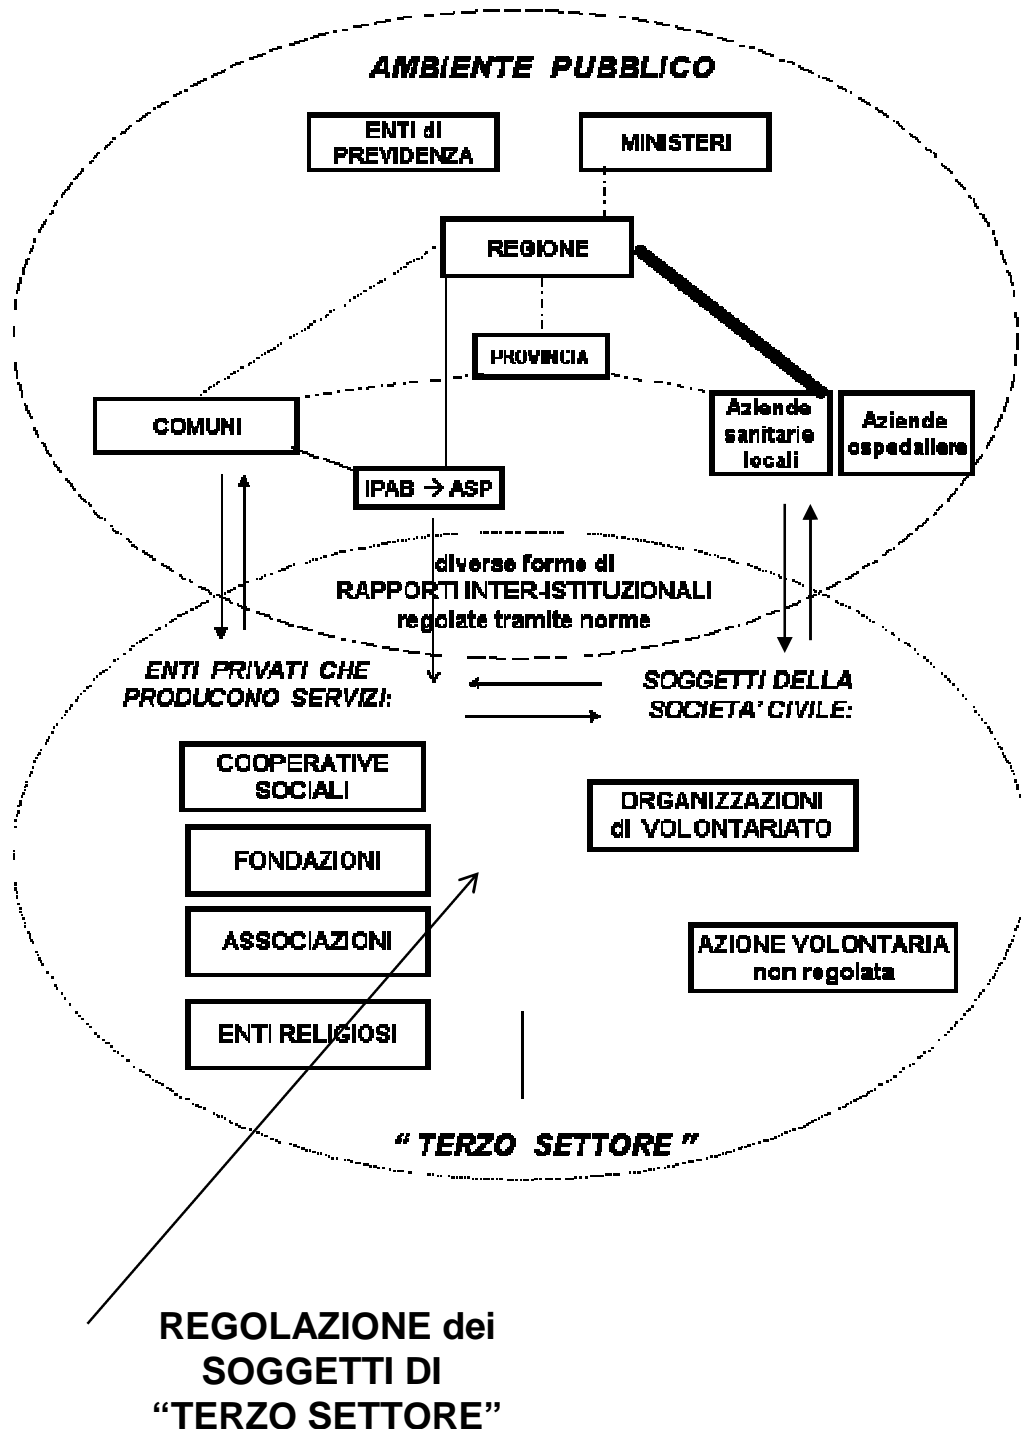 AMBIENTE PUBBLICO
ENTI di
PREVIDENZA
MINISTERI
REGIONE
PROVINCIA
COMUNI
Aziende
sanitarie
locali
Aziende
ospedaliere
IPAB → ASP
diverse forme di
RAPPORTI INTER-ISTITUZIONALI
regolate tramite norme
ENTI PRIVATI CHE
PRODUCONO SERVIZI:
SOGGETTI DELLA
SOCIETA' CIVILE:
COOPERATIVE
SOCIALI
FONDAZIONI
ASSOCIAZIONI
ENTI RELIGIOSI
ORGANIZZAZIONI
di VOLONTARIATO
AZIONE VOLONTARIA
non regolata
“ TERZO SETTORE ”
REGOLAZIONE dei
SOGGETTI DI
“TERZO SETTORE”